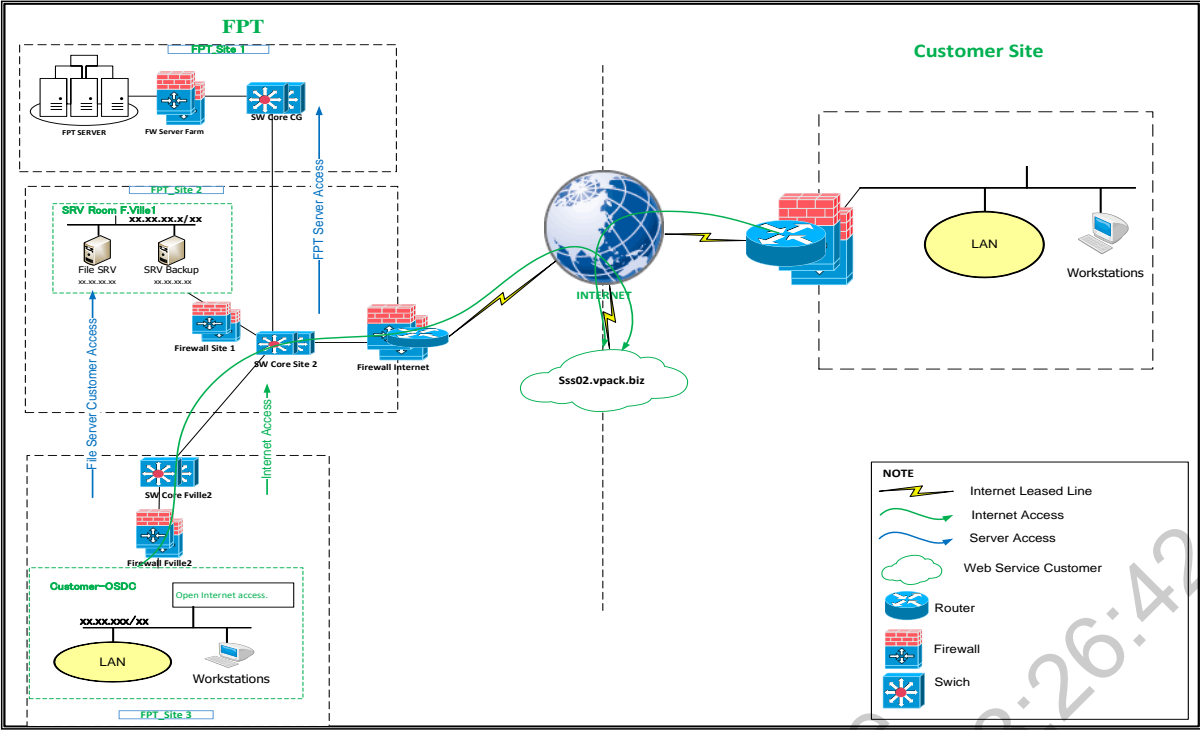 FPT
FPT_Site 1
Customer Site
FPT SERVER
FW Server Farm
SW Core CG
FPT Server Access
FPT_Site 2
SRV Room F.Ville1
xx.xx.xx.x/xx
File SRV
SRV Backup
xx.xx.xx.xx
xx.xx.xx.xx
Firewall Site 1
SW Core Site 2
Firewall Internet
INTERNET
Sss02.vpack.biz
LAN
Workstations
File Server Customer Access
Internet Access
SW Core Fville2
Firewall Fville2
Customer-OSDC
Open Internet access.
xx.xx.xxx/xx
LAN
Workstations
FPT_Site 3
NOTE
Internet Leased Line
Internet Access
Server Access
Web Service Customer
Router
Firewall
Swich
:26:42